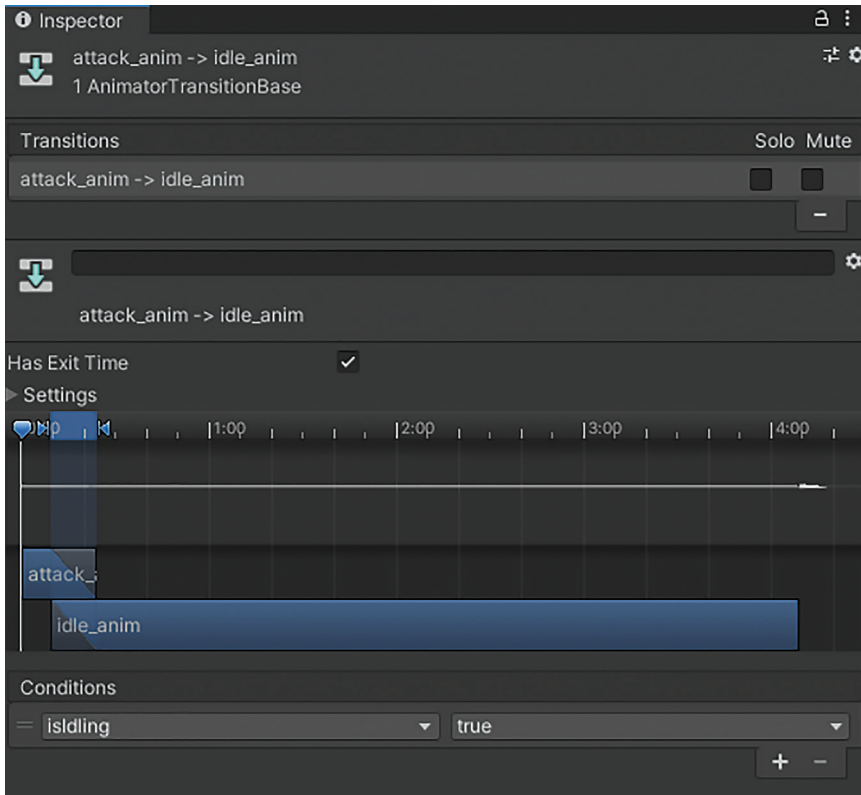 Inspector
attack_anim -> idle_anim
1 AnimatorTransitionBase
Transitions Solo Mute
attack_anim -> idle_anim
attack_anim -> idle_anim
Has Exit Time
Settings
1:00 2:00 3:00 4:00
attack_
idle_anim
Conditions
isIdling true